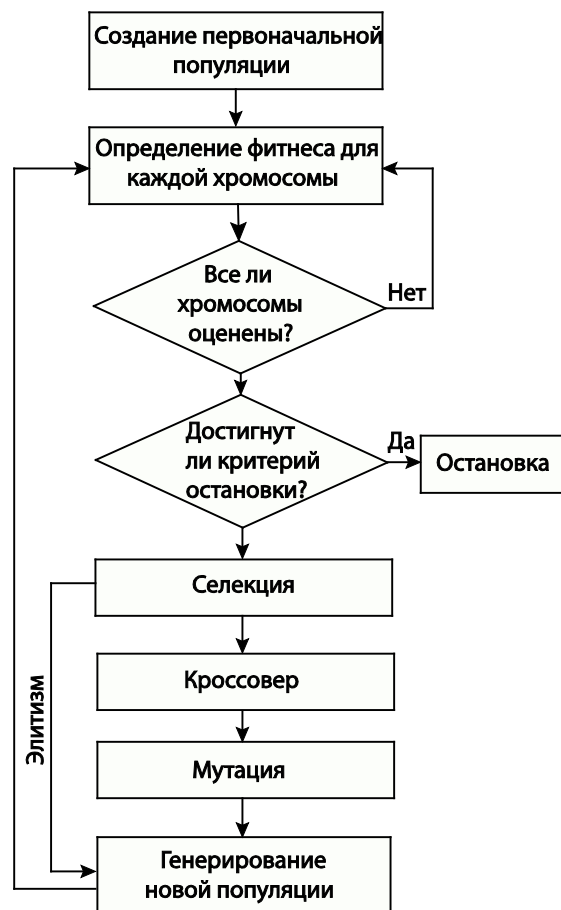 Создание первоначальной
популяции
Определение фитнеса для
каждой хромосомы
Все ли
хромосомы
оценены?
Нет
Достигнут
ли критерий
остановки?
Да
Остановка
Селекция
Кроссовер
Элитизм
Мутация
Генерирование
новой популяции